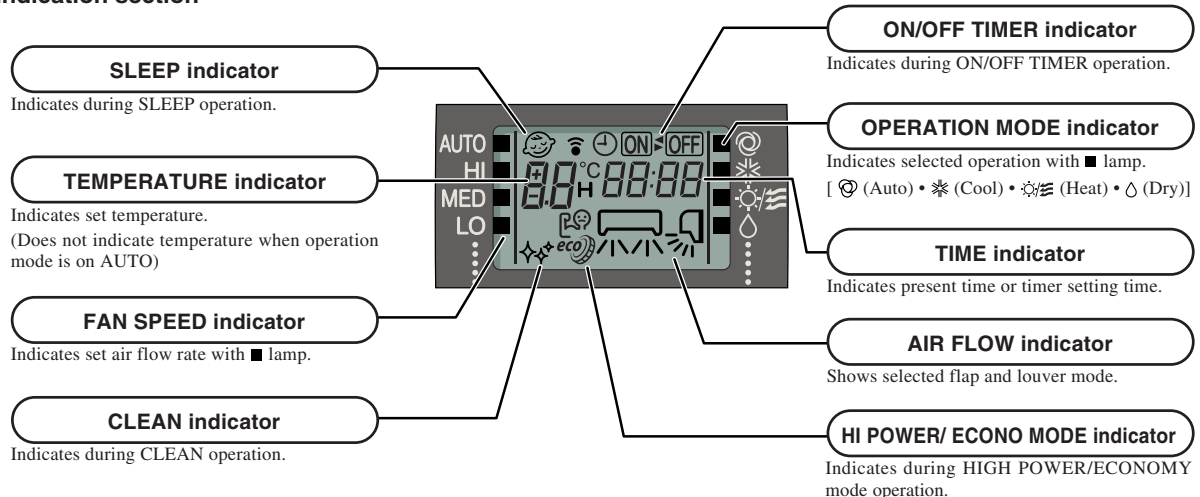 Indication section
SLEEP indicator
Indicates during SLEEP operation.
TEMPERATURE indicator
Indicates set temperature.
(Does not indicate temperature when operation
mode is on AUTO)
FAN SPEED indicator
Indicates set air flow rate with ■ lamp.
CLEAN indicator
Indicates during CLEAN operation.
AUTO
HI
MED
LO
ON OFF
+ - 88 °C H 88:88
eco
ON/OFF TIMER indicator
Indicates during ON/OFF TIMER operation.
OPERATION MODE indicator
Indicates selected operation with ■ lamp.
[ (Auto) • (Cool) • (Heat) • (Dry)]
TIME indicator
Indicates present time or timer setting time.
AIR FLOW indicator
Shows selected flap and louver mode.
HI POWER/ ECONO MODE indicator
Indicates during HIGH POWER/ECONOMY
mode operation.